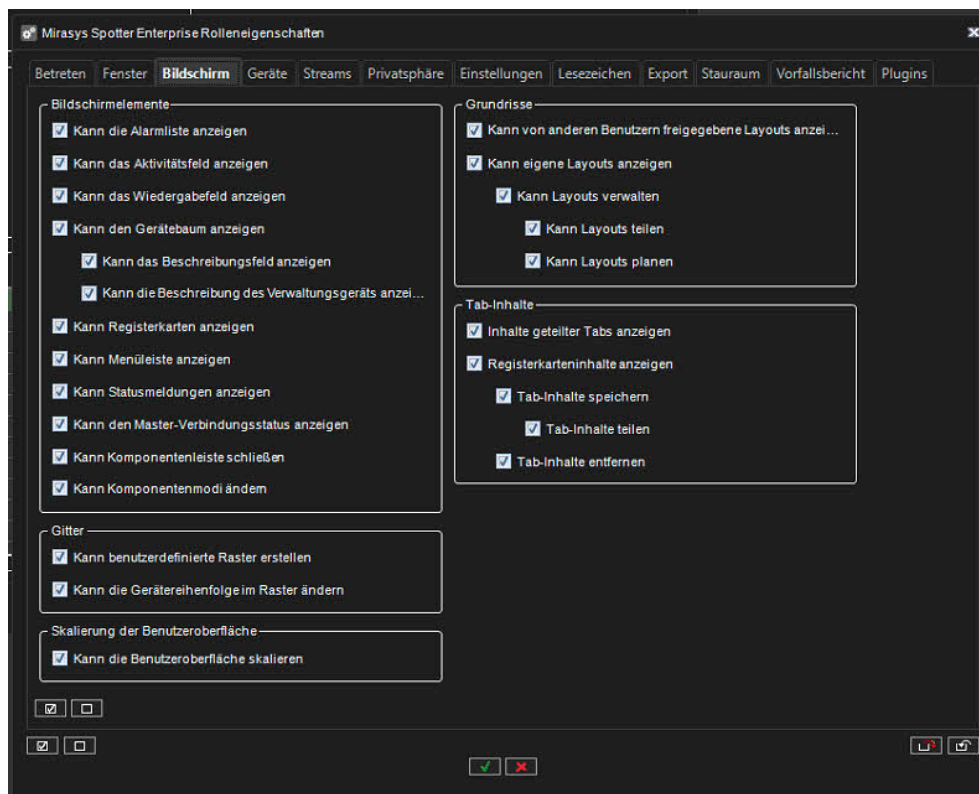 Mirasys Spotter Enterprise Rolleneigenschaften
Betreten Fenster Bildschirm Geräte Streams Privatsphäre Einstellungen Lesezeichen Export Stauraum Vorfallsbericht Plugins
Bildschirmelemente
Kann die Alarmliste anzeigen
Kann das Aktivitätsfeld anzeigen
Kann das Wiedergabefeld anzeigen
Kann den Gerätebaum anzeigen
Kann das Beschreibungsfeld anzeigen
Kann die Beschreibung des Verwaltungsgeräts anzei...
Kann Registerkarten anzeigen
Kann Menüleiste anzeigen
Kann Statusmeldungen anzeigen
Kann den Master-Verbindungsstatus anzeigen
Kann Komponentenleiste schließen
Kann Komponentenmodi ändern
Gitter
Kann benutzerdefinierte Raster erstellen
Kann die Gerätereihenfolge im Raster ändern
Skalierung der Benutzeroberfläche
Kann die Benutzeroberfläche skalieren
Grundrisse
Kann von anderen Benutzern freigegebene Layouts anzei...
Kann eigene Layouts anzeigen
Kann Layouts verwalten
Kann Layouts teilen
Kann Layouts planen
Tab-Inhalte
Inhalte geteilter Tabs anzeigen
Registerkarteninhalte anzeigen
Tab-Inhalte speichern
Tab-Inhalte teilen
Tab-Inhalte entfernen